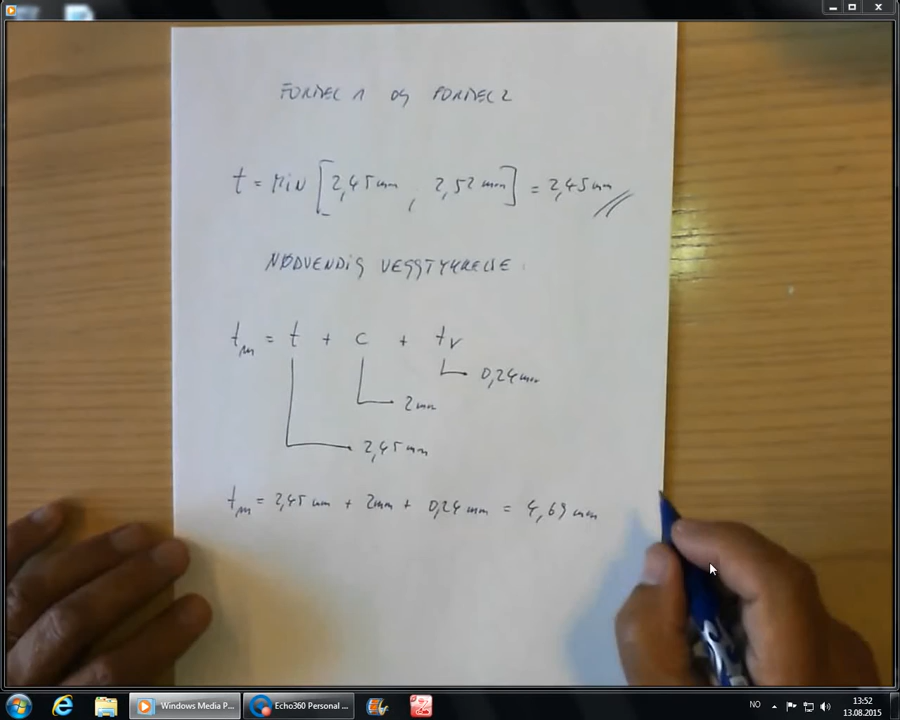 FORDEL 1 og FORDEL 2
t = MIN [2,45 mm , 2,52 mm] = 2,45 mm //
NØDVENDIG VEGGTYKKELSE :
tm = t + c + tv
0,24 mm
2 mm
2,45 mm
tm = 2,45 mm + 2 mm + 0,24 mm = 4,69 mm
Windows Media P...
Echo360 Personal ...
NO
13:52
13.08.2015